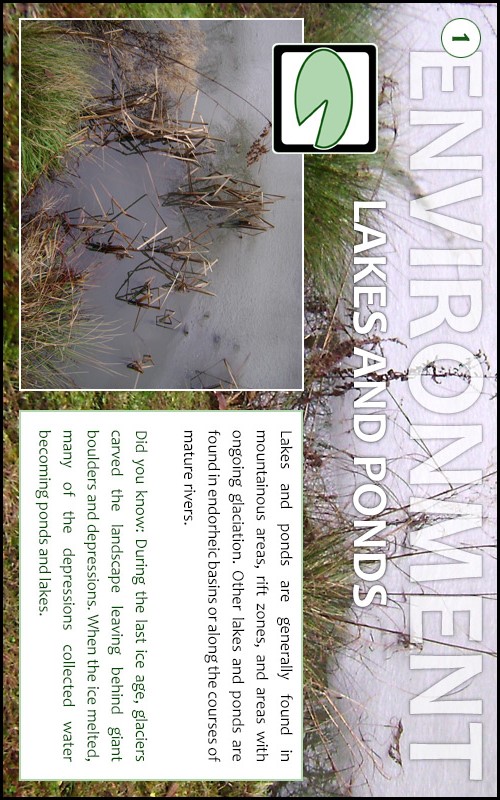 1
ENVIRONMENT
LAKES AND PONDS
Lakes and ponds are generally found in
mountainous areas, rift zones, and areas with
ongoing glaciation. Other lakes and ponds are
found in endorheic basins or along the courses of
mature rivers.
Did you know: During the last ice age, glaciers
carved the landscape leaving behind giant
boulders and depressions. When the ice melted,
many of the depressions collected water
becoming ponds and lakes.